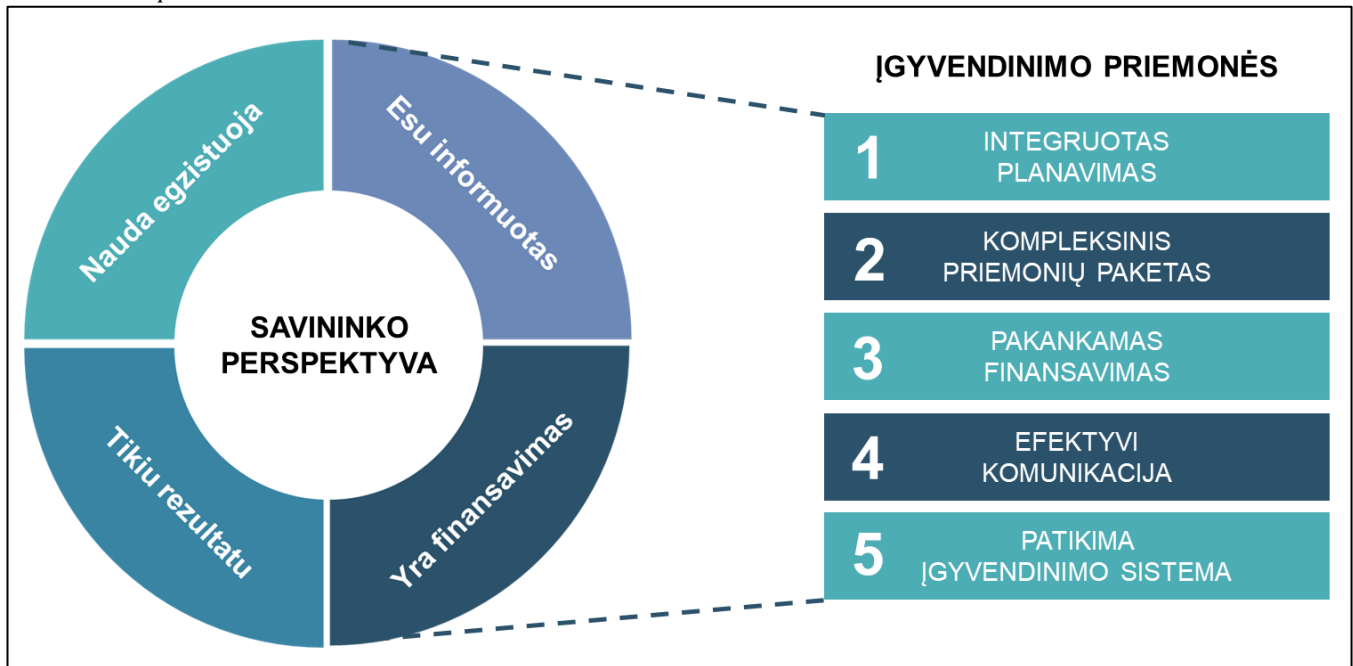 Nauda egzistuoja
Esu informuotas
SAVININKO
PERSPEKTYVA
Tikiu rezultatu
Yra finansavimas
ĮGYVENDINIMO PRIEMONĖS
1 INTEGRUOTAS
PLANAVIMAS
2 KOMPLEKSINIS
PRIEMONIŲ PAKETAS
3 PAKANKAMAS
FINANSAVIMAS
4 EFEKTYVI
KOMUNIKACIJA
5 PATIKIMA
ĮGYVENDINIMO SISTEMA